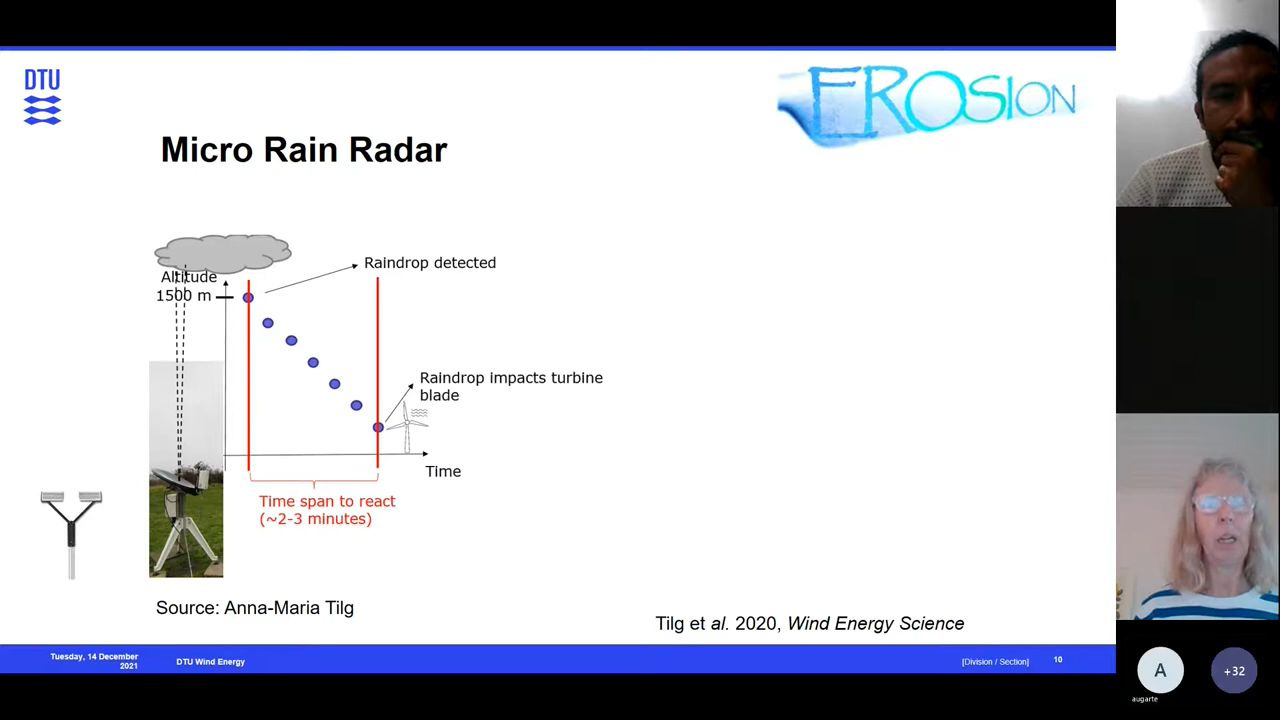 DTU
EROSION
Micro Rain Radar
Altitude
1500 m
Raindrop detected
Raindrop impacts turbine
blade
Time
Time span to react
(~2-3 minutes)
Source: Anna-Maria Tilg
Tilg et al. 2020, Wind Energy Science
Tuesday, 14 December
2021
DTU Wind Energy
[Division / Section]
10
A
+32
augarte